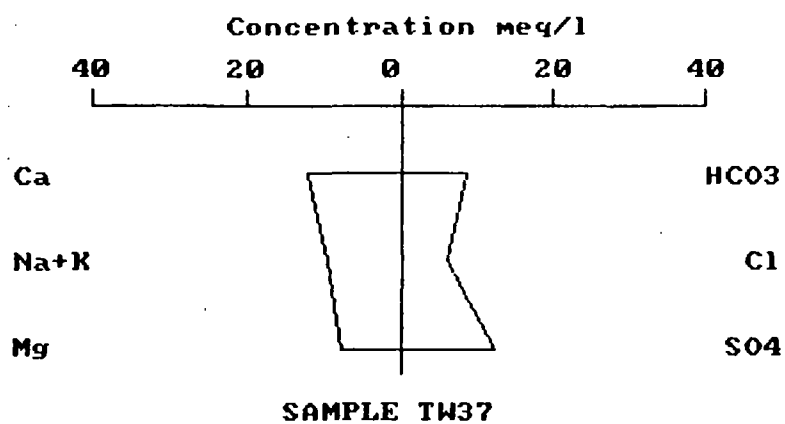 Concentration meq/l
40 20 0 20 40
Ca HCO3
Na+K Cl
Mg SO4
SAMPLE TW37